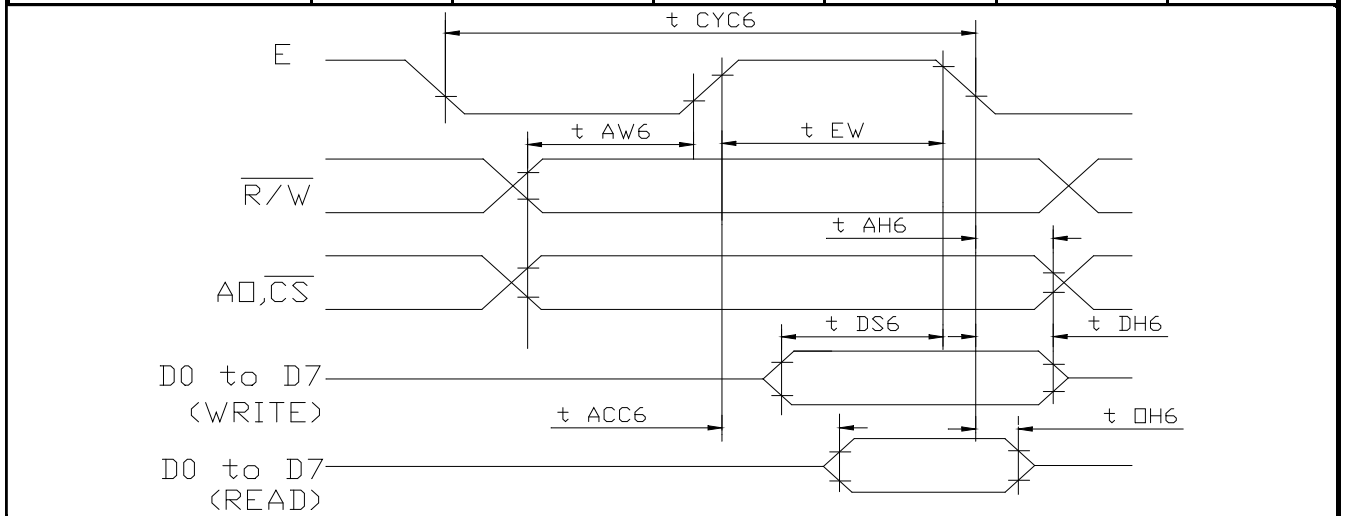 t CYC6
E
t AW6
t EW
R/W
t AH6
A0,CS
t DS6
t DH6
D0 to D7
(WRITE)
t ACC6
t OH6
D0 to D7
(READ)